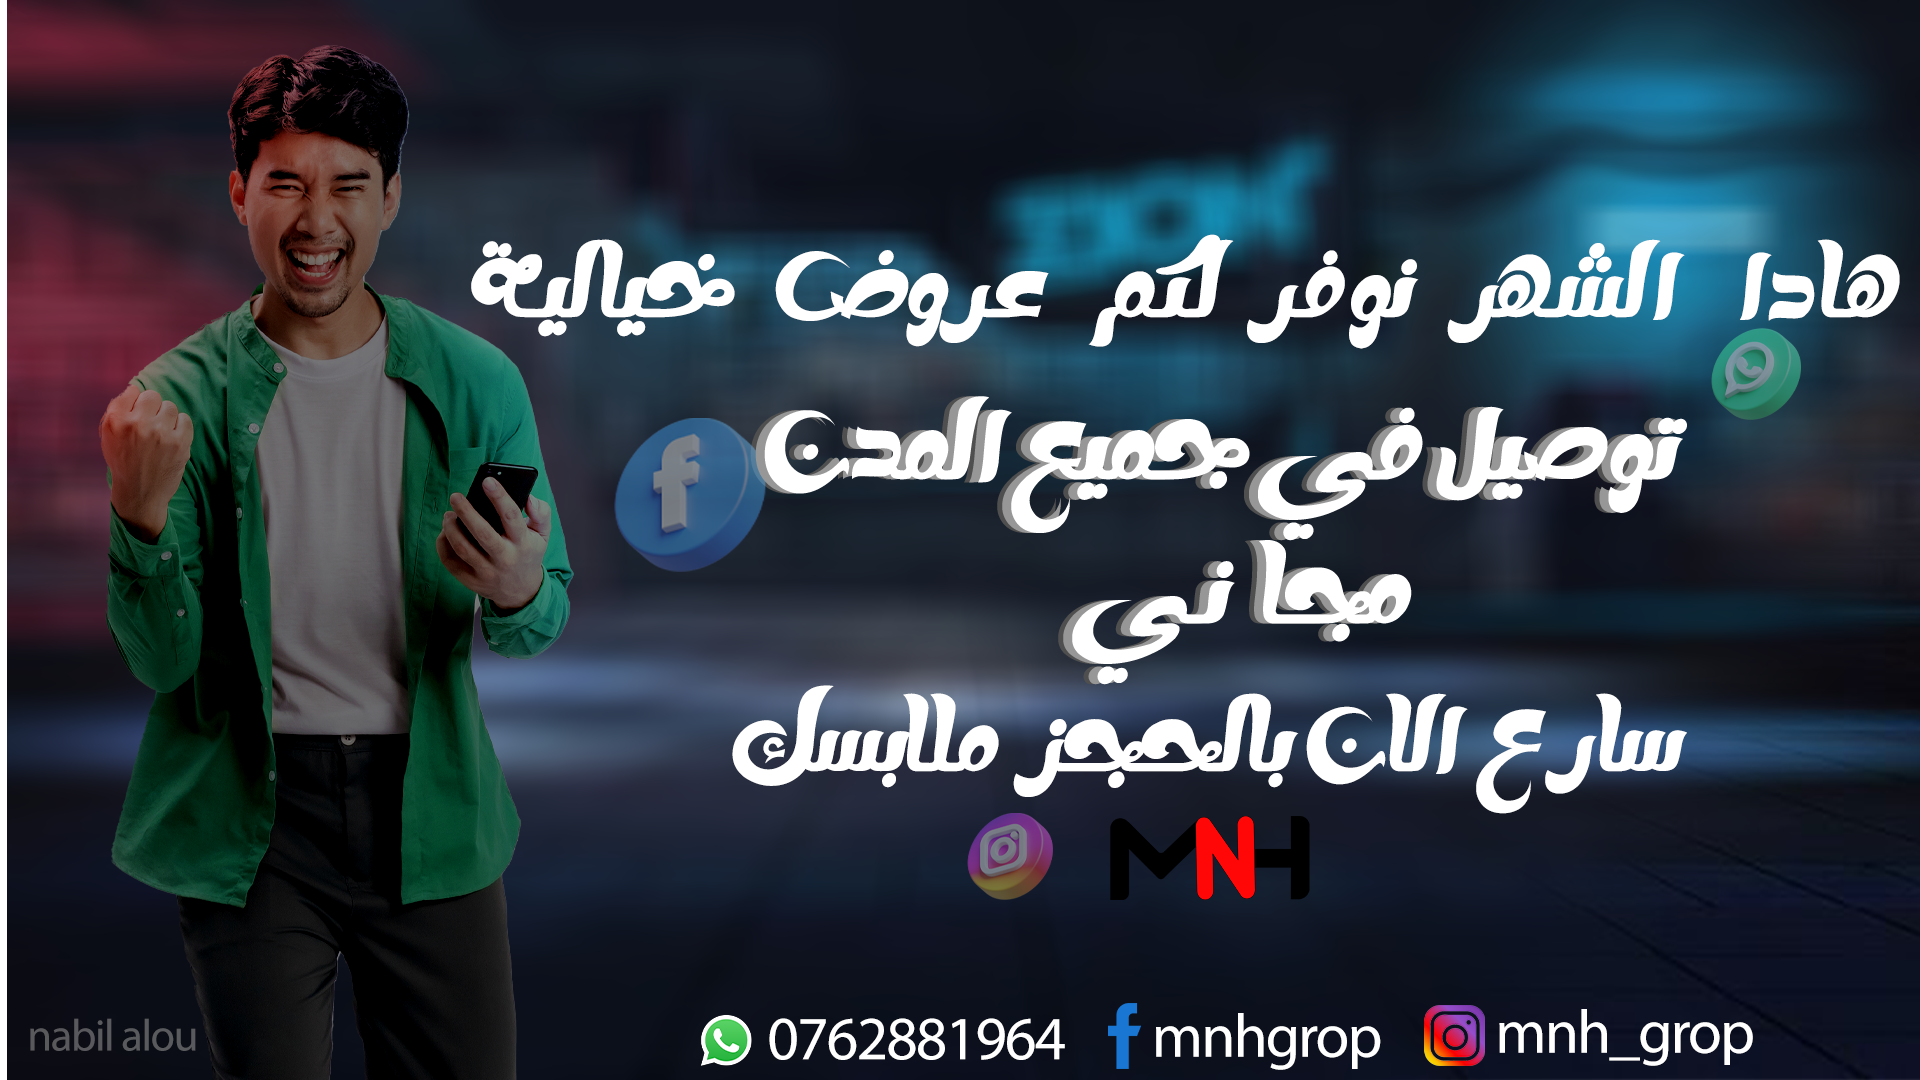 هادا الشهر نوفر لكم عروض خيالية
توصيل في جميع المدن
مجا ني
سارع الان بالحجز ملابسك
MNH
0762881964 mnhgrop mnh_grop
nabil alou